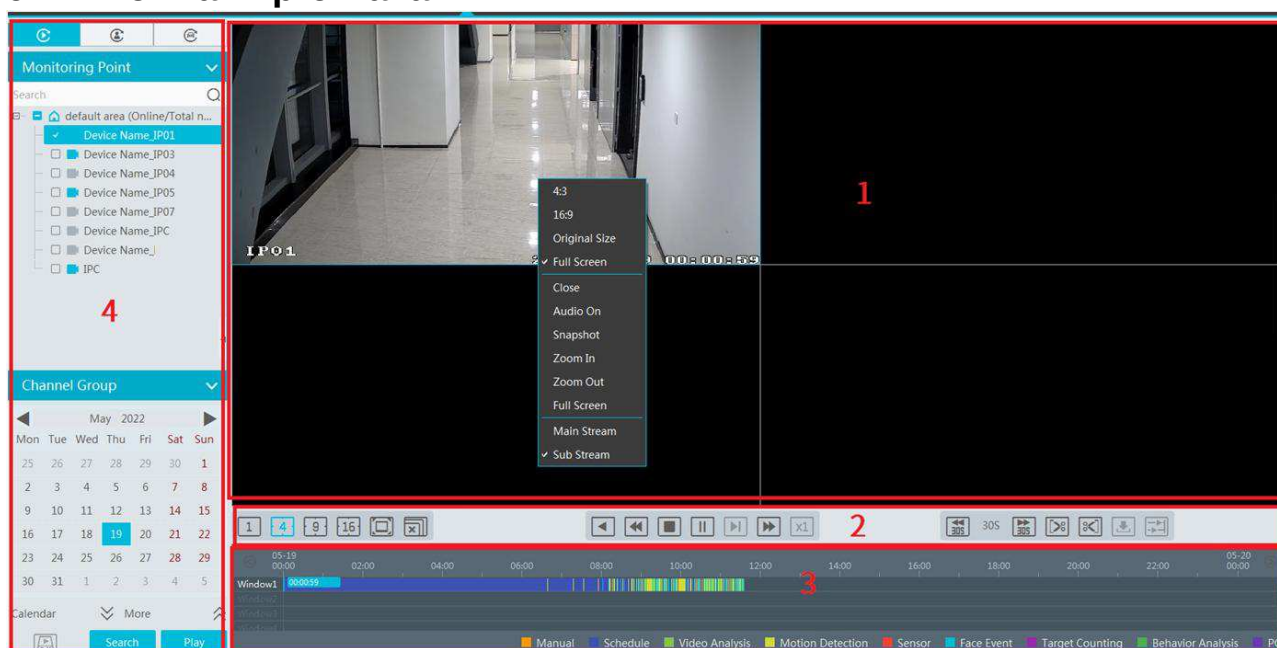 Monitoring Point
Search
default area (Online/Total n...
Device Name_IP01
Device Name_IP03
Device Name_IP04
Device Name_IP05
Device Name_IP07
Device Name_IPC
Device Name_
IPC
4
Channel Group
May 2022
Mon Tue Wed Thu Fri Sat Sun
25 26 27 28 29 30 1
2 3 4 5 6 7 8
9 10 11 12 13 14 15
16 17 18 19 20 21 22
23 24 25 26 27 28 29
30 31 1 2 3 4 5
Calendar More
Search Play
IP01
00:00:59
4:3
16:9
Original Size
Full Screen
Close
Audio On
Snapshot
Zoom In
Zoom Out
Full Screen
Main Stream
Sub Stream
1
1 4 9 16 x1 2 30S 30S 30S
05-19 05-20
00:00 02:00 04:00 06:00 08:00 10:00 12:00 14:00 16:00 18:00 20:00 22:00 00:00
Window1 00:00:59
3
Window2
Window3
Window4
Manual Schedule Video Analysis Motion Detection Sensor Face Event Target Counting Behavior Analysis